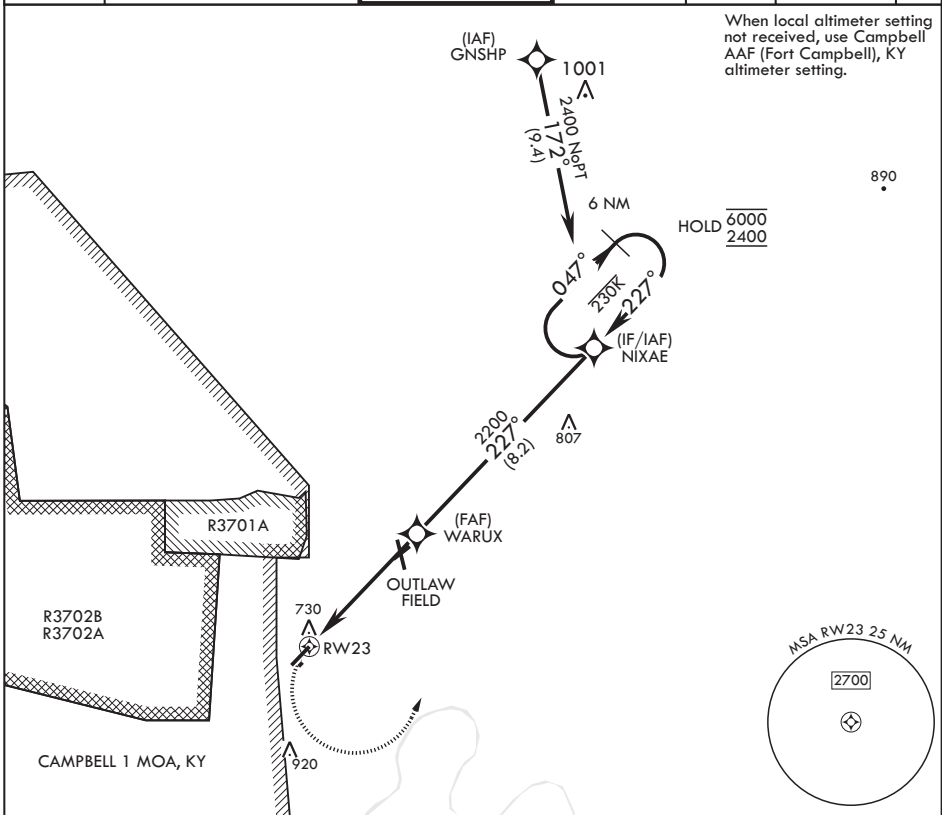 When local altimeter setting
not received, use Campbell
AAF (Fort Campbell), KY
altimeter setting.
(IAF)
GNSHP
1001
2400 NoPT
172°
(9.4)
890
6 NM
HOLD 6000
2400
047°
230K
227°
(IF/IAF)
NIXAE
807
2200
227°
(8.2)
(FAF)
WARUX
R3701A
OUTLAW
FIELD
R3702B
R3702A
730
RW23
MSA RW23 25 NM
2700
CAMPBELL 1 MOA, KY
920